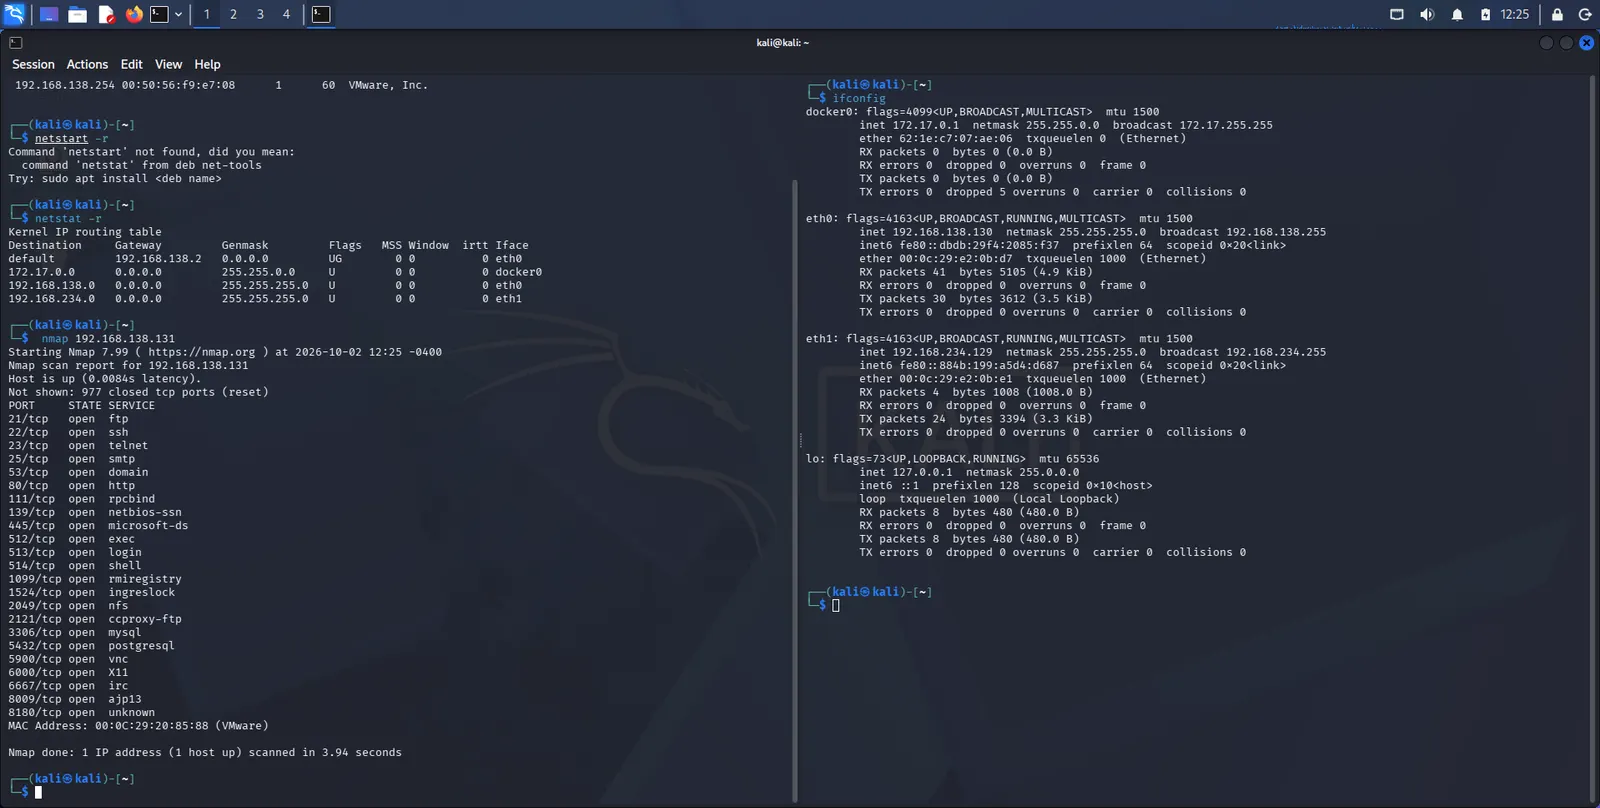 1 2 3 4
12:25
kali@kali: ~
Session Actions Edit View Help
192.168.138.254 00:50:56:f9:e7:08 1 60 VMware, Inc.
┌──(kali㉿kali)-[~]
└─$ netstart -r
Command 'netstart' not found, did you mean:
command 'netstat' from deb net-tools
Try: sudo apt install <deb name>
┌──(kali㉿kali)-[~]
└─$ netstat -r
Kernel IP routing table
Destination Gateway Genmask Flags MSS Window irtt Iface
default 192.168.138.2 0.0.0.0 UG 0 0 0 eth0
172.17.0.0 0.0.0.0 255.255.0.0 U 0 0 0 docker0
192.168.138.0 0.0.0.0 255.255.255.0 U 0 0 0 eth0
192.168.234.0 0.0.0.0 255.255.255.0 U 0 0 0 eth1
┌──(kali㉿kali)-[~]
└─$ nmap 192.168.138.131
Starting Nmap 7.99 ( https://nmap.org ) at 2026-10-02 12:25 -0400
Nmap scan report for 192.168.138.131
Host is up (0.0084s latency).
Not shown: 977 closed tcp ports (reset)
PORT STATE SERVICE
21/tcp open ftp
22/tcp open ssh
23/tcp open telnet
25/tcp open smtp
53/tcp open domain
80/tcp open http
111/tcp open rpcbind
139/tcp open netbios-ssn
445/tcp open microsoft-ds
512/tcp open exec
513/tcp open login
514/tcp open shell
1099/tcp open rmiregistry
1524/tcp open ingreslock
2049/tcp open nfs
2121/tcp open ccproxy-ftp
3306/tcp open mysql
5432/tcp open postgresql
5900/tcp open vnc
6000/tcp open X11
6667/tcp open irc
8009/tcp open ajp13
8180/tcp open unknown
MAC Address: 00:0C:29:20:85:88 (VMware)
Nmap done: 1 IP address (1 host up) scanned in 3.94 seconds
┌──(kali㉿kali)-[~]
└─$
┌──(kali㉿kali)-[~]
└─$ ifconfig
docker0: flags=4099<UP,BROADCAST,MULTICAST> mtu 1500
inet 172.17.0.1 netmask 255.255.0.0 broadcast 172.17.255.255
ether 62:1e:c7:07:ae:06 txqueuelen 0 (Ethernet)
RX packets 0 bytes 0 (0.0 B)
RX errors 0 dropped 0 overruns 0 frame 0
TX packets 0 bytes 0 (0.0 B)
TX errors 0 dropped 5 overruns 0 carrier 0 collisions 0
eth0: flags=4163<UP,BROADCAST,RUNNING,MULTICAST> mtu 1500
inet 192.168.138.130 netmask 255.255.255.0 broadcast 192.168.138.255
inet6 fe80::dbdb:29f4:2085:f37 prefixlen 64 scopeid 0×20<link>
ether 00:0c:29:e2:0b:d7 txqueuelen 1000 (Ethernet)
RX packets 41 bytes 5105 (4.9 KiB)
RX errors 0 dropped 0 overruns 0 frame 0
TX packets 30 bytes 3612 (3.5 KiB)
TX errors 0 dropped 0 overruns 0 carrier 0 collisions 0
eth1: flags=4163<UP,BROADCAST,RUNNING,MULTICAST> mtu 1500
inet 192.168.234.129 netmask 255.255.255.0 broadcast 192.168.234.255
inet6 fe80::884b:199:a5d4:d687 prefixlen 64 scopeid 0×20<link>
ether 00:0c:29:e2:0b:e1 txqueuelen 1000 (Ethernet)
RX packets 4 bytes 1008 (1008.0 B)
RX errors 0 dropped 0 overruns 0 frame 0
TX packets 24 bytes 3394 (3.3 KiB)
TX errors 0 dropped 0 overruns 0 carrier 0 collisions 0
lo: flags=73<UP,LOOPBACK,RUNNING> mtu 65536
inet 127.0.0.1 netmask 255.0.0.0
inet6 ::1 prefixlen 128 scopeid 0×10<host>
loop txqueuelen 1000 (Local Loopback)
RX packets 8 bytes 480 (480.0 B)
RX errors 0 dropped 0 overruns 0 frame 0
TX packets 8 bytes 480 (480.0 B)
TX errors 0 dropped 0 overruns 0 carrier 0 collisions 0
┌──(kali㉿kali)-[~]
└─$